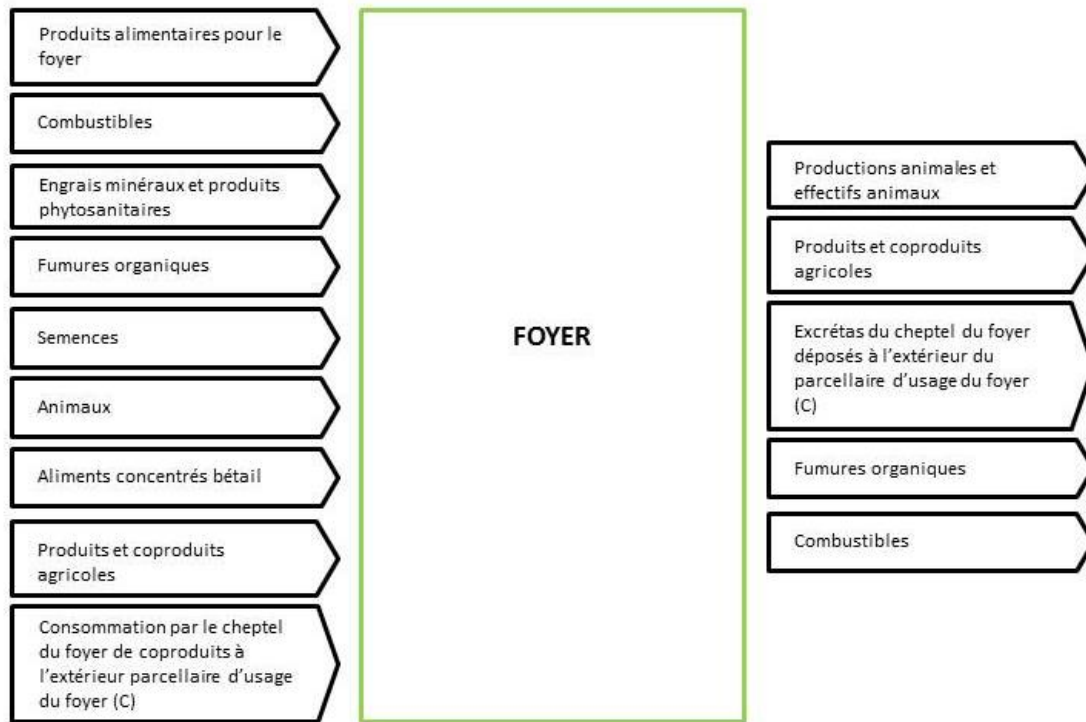 Produits alimentaires pour le
foyer
Combustibles
Engrais minéraux et produits
phytosanitaires
Fumures organiques
Semences
Animaux
Aliments concentrés bétail
Produits et coproduits
agricoles
Consommation par le cheptel
du foyer de coproduits à
l'extérieur parcellaire d'usage
du foyer (C)
FOYER
Productions animales et
effectifs animaux
Produits et coproduits
agricoles
Excrétas du cheptel du foyer
déposés à l'extérieur du
parcellaire d'usage du foyer
(C)
Fumures organiques
Combustibles